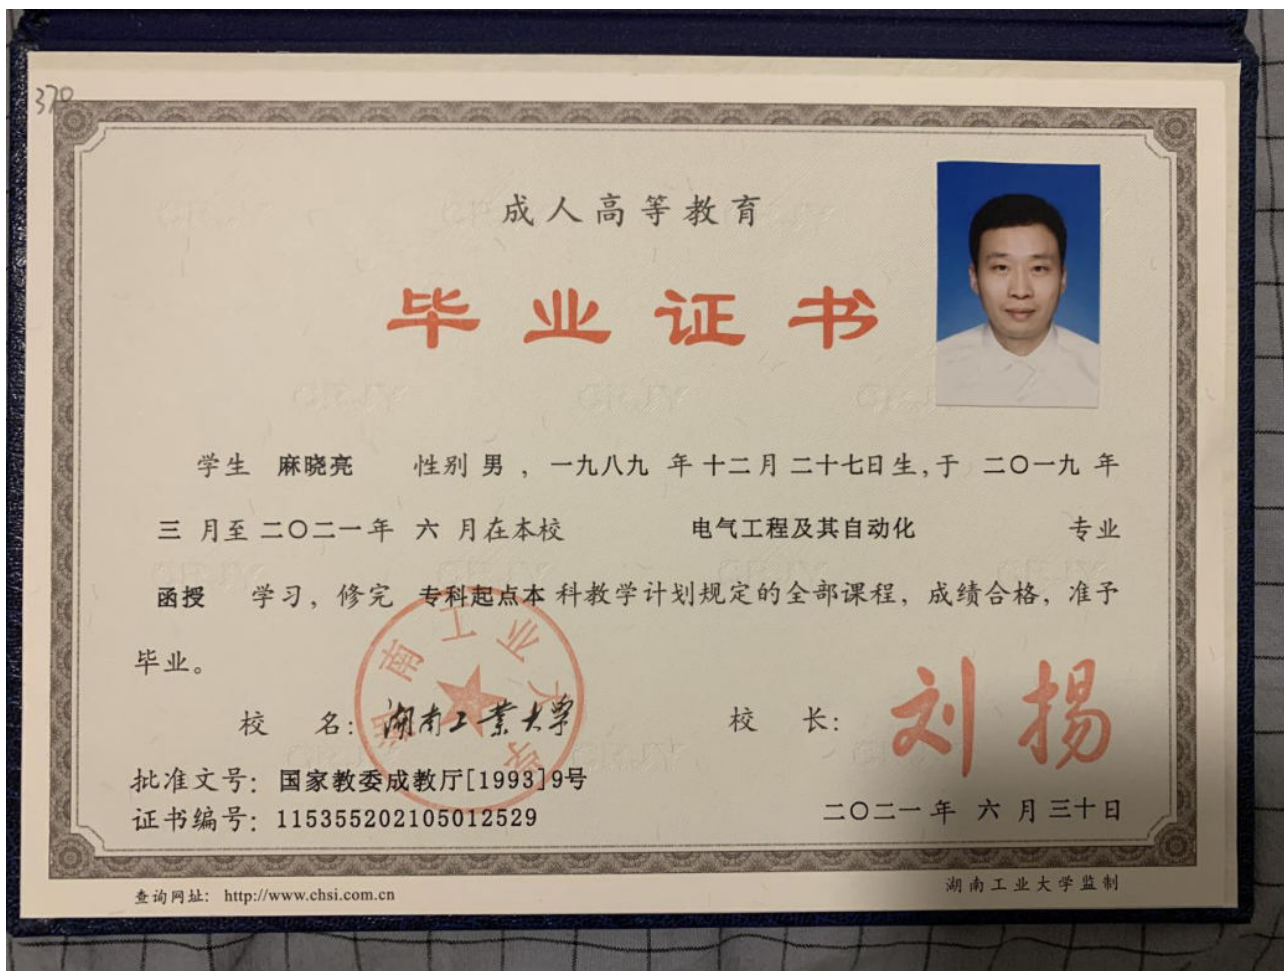 370
成人高等教育
毕业证书
学生 麻晓亮 性别 男 ，一九八九 年 十二月 二十七日 生，于 二〇一九 年
三 月至 二〇二一年 六 月在本校 电气工程及其自动化 专业
函授 学习，修完 专科起点本 科教学计划规定的全部课程，成绩合格，准予
毕业。
湖南工业大学
校 名：湖南工业大学 校 长：刘扬
批准文号：国家教委成教厅[1993]9号
证书编号：115355202105012529
二〇二一 年 六 月 三十日
查询网址：http://www.chsi.com.cn
湖南工业大学监制